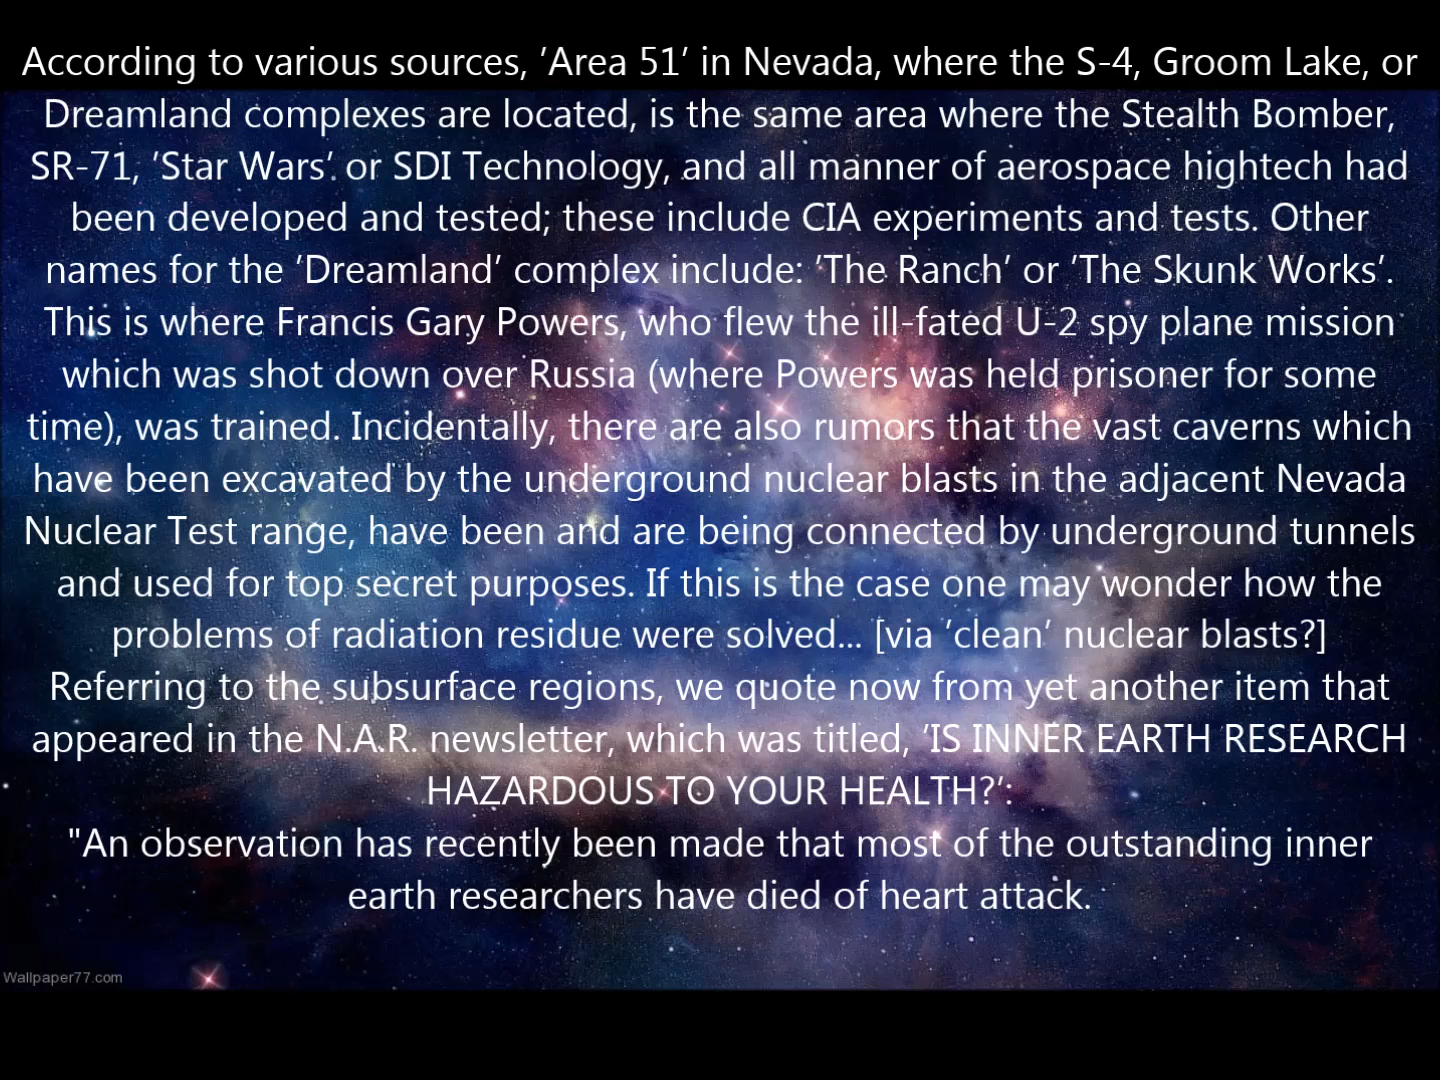 According to various sources, 'Area 51' in Nevada, where the S-4, Groom Lake, or
Dreamland complexes are located, is the same area where the Stealth Bomber,
SR-71, 'Star Wars'. or SDI Technology, and all manner of aerospace hightech had
been developed and tested; these include CIA experiments and tests. Other
names for the 'Dreamland' complex include: 'The Ranch' or 'The Skunk Works'.
This is where Francis Gary Powers, who flew the ill-fated U-2 spy plane mission
which was shot down over Russia (where Powers was held prisoner for some
time), was trained. Incidentally, there are also rumors that the vast caverns which
have been excavated by the underground nuclear blasts in the adjacent Nevada
Nuclear Test range, have been and are being connected by underground tunnels
and used for top secret purposes. If this is the case one may wonder how the
problems of radiation residue were solved... [via 'clean' nuclear blasts?]
Referring to the subsurface regions, we quote now from yet another item that
appeared in the N.A.R. newsletter, which was titled, 'IS INNER EARTH RESEARCH
HAZARDOUS TO YOUR HEALTH?':
"An observation has recently been made that most of the outstanding inner
earth researchers have died of heart attack.
Wallpaper77.com